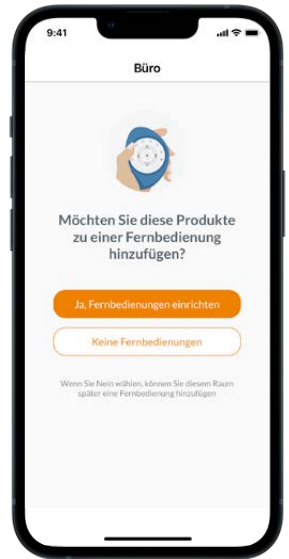 9:41
Büro
Möchten Sie diese Produkte
zu einer Fernbedienung
hinzufügen?
Ja, Fernbedienungen einrichten
Keine Fernbedienungen
Wenn Sie Nein wählen, können Sie diesem Raum
später eine Fernbedienung hinzufügen